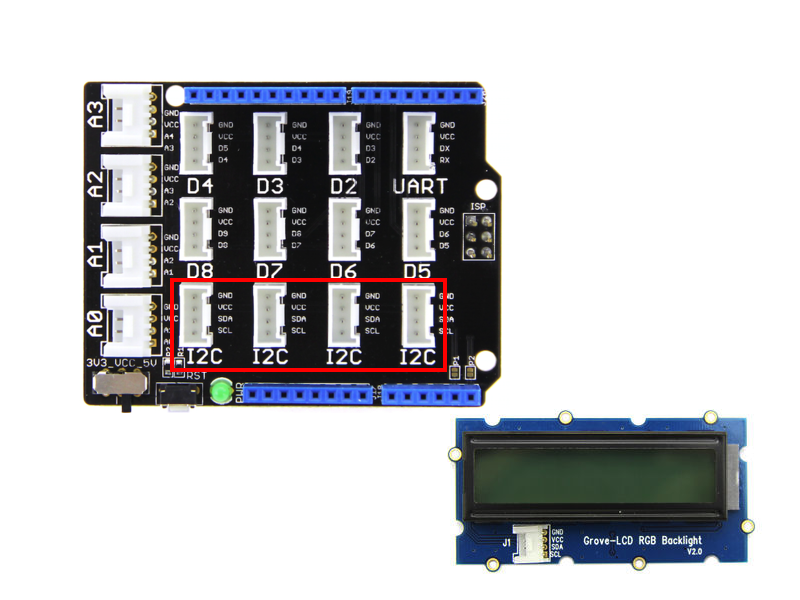 A3
GND
VCC
A4
A3
A2
GND
VCC
A3
A2
A1
GND
VCC
A2
A1
A0
GND
3V3 VCC 5V
RST
PWR
GND
VCC
D5
D4
D4
GND
VCC
D4
D3
D3
GND
VCC
D3
D2
D2
GND
VCC
DX
RX
UART
ISP
GND
VCC
D9
D8
D8
GND
VCC
D8
D7
D7
GND
VCC
D7
D6
D6
GND
VCC
D6
D5
D5
GND
VCC
SDA
SCL
I2C
GND
VCC
SDA
SCL
I2C
GND
VCC
SDA
SCL
I2C
GND
VCC
SDA
SCL
I2C
P1
P2
J1
GND
VCC
SDA
SCL
Grove-LCD RGB Backlight
V2.0